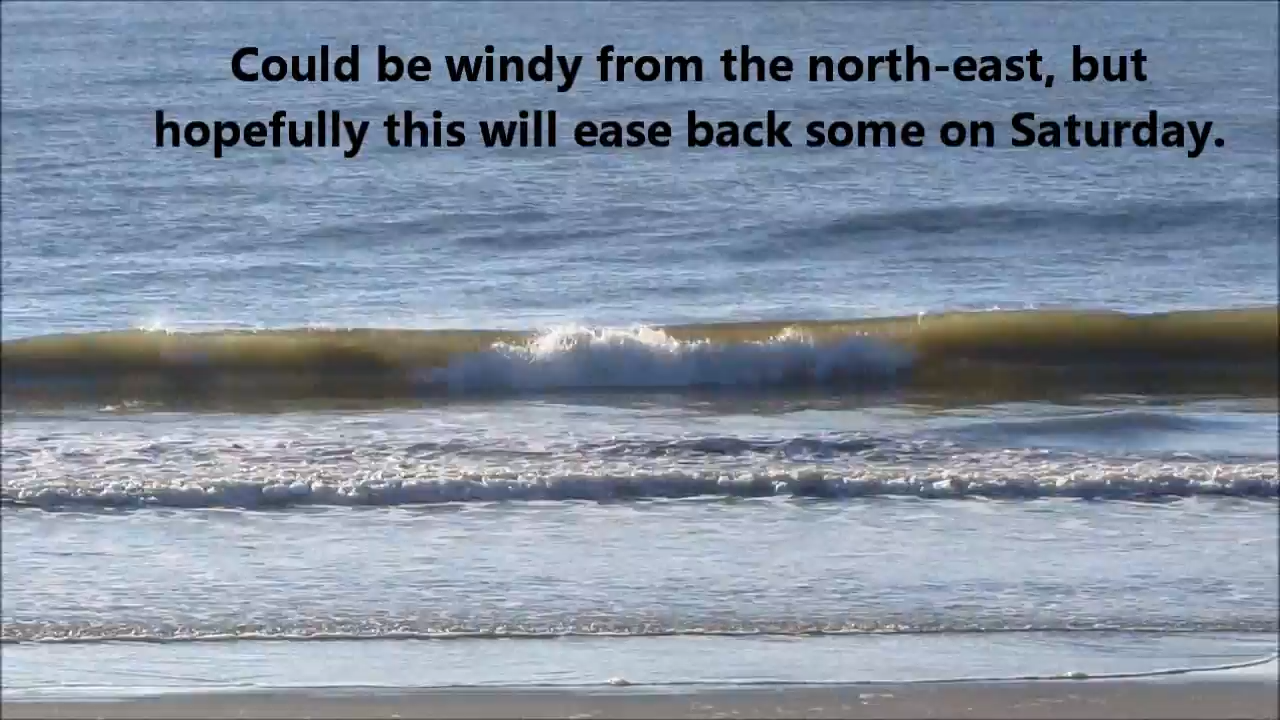 Could be windy from the north-east, but
hopefully this will ease back some on Saturday.